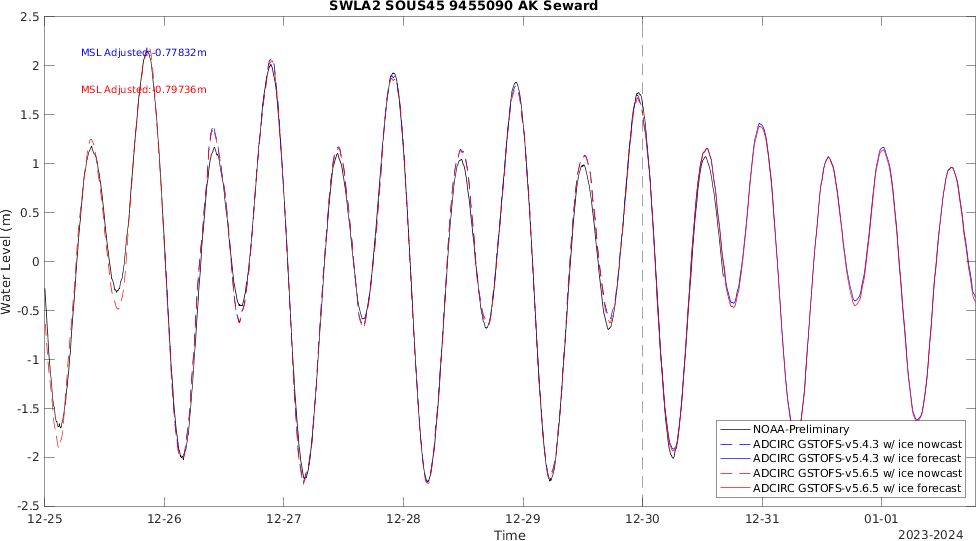 SWLA2 SOUS45 9455090 AK Seward
MSL Adjusted:-0.77832m
MSL Adjusted:-0.79736m
Water Level (m)
2.5
2
1.5
1
0.5
0
-0.5
-1
-1.5
-2
-2.5
NOAA-Preliminary
ADCIRC GSTOFS-v5.4.3 w/ ice nowcast
ADCIRC GSTOFS-v5.4.3 w/ ice forecast
ADCIRC GSTOFS-v5.6.5 w/ ice nowcast
ADCIRC GSTOFS-v5.6.5 w/ ice forecast
12-25 12-26 12-27 12-28 12-29 12-30 12-31 01-01
Time
2023-2024